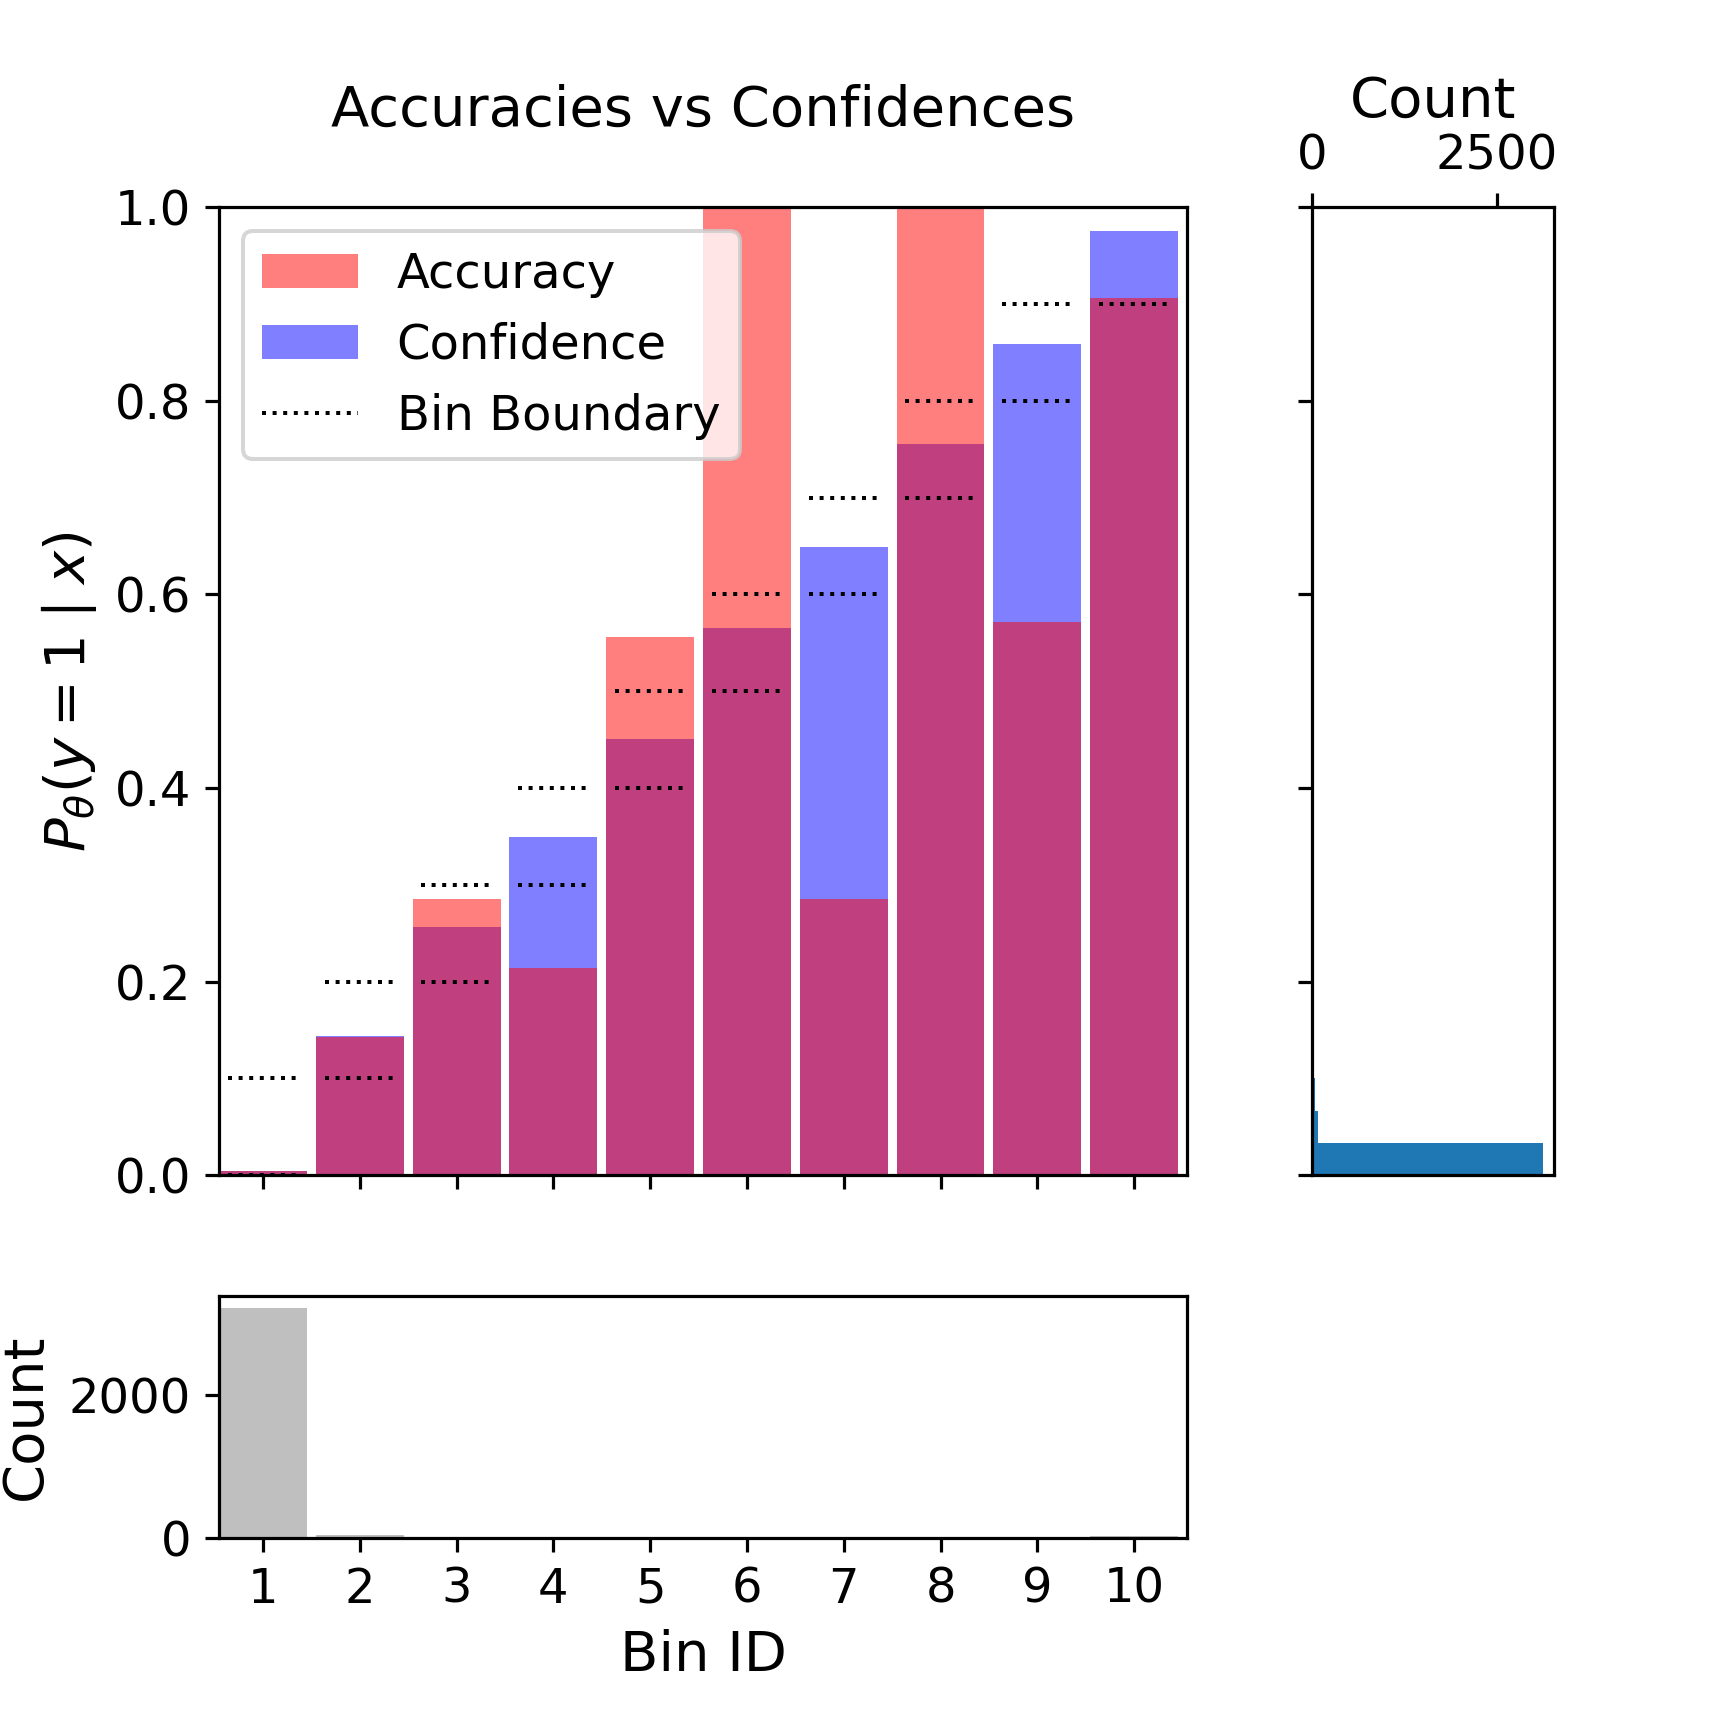 Accuracies vs Confidences
Count
0 2500
1.0
0.8
0.6
0.4
0.2
0.0
Pθ(y = 1 | x)
Accuracy
Confidence
Bin Boundary
Count
2000
0
1 2 3 4 5 6 7 8 9 10
Bin ID